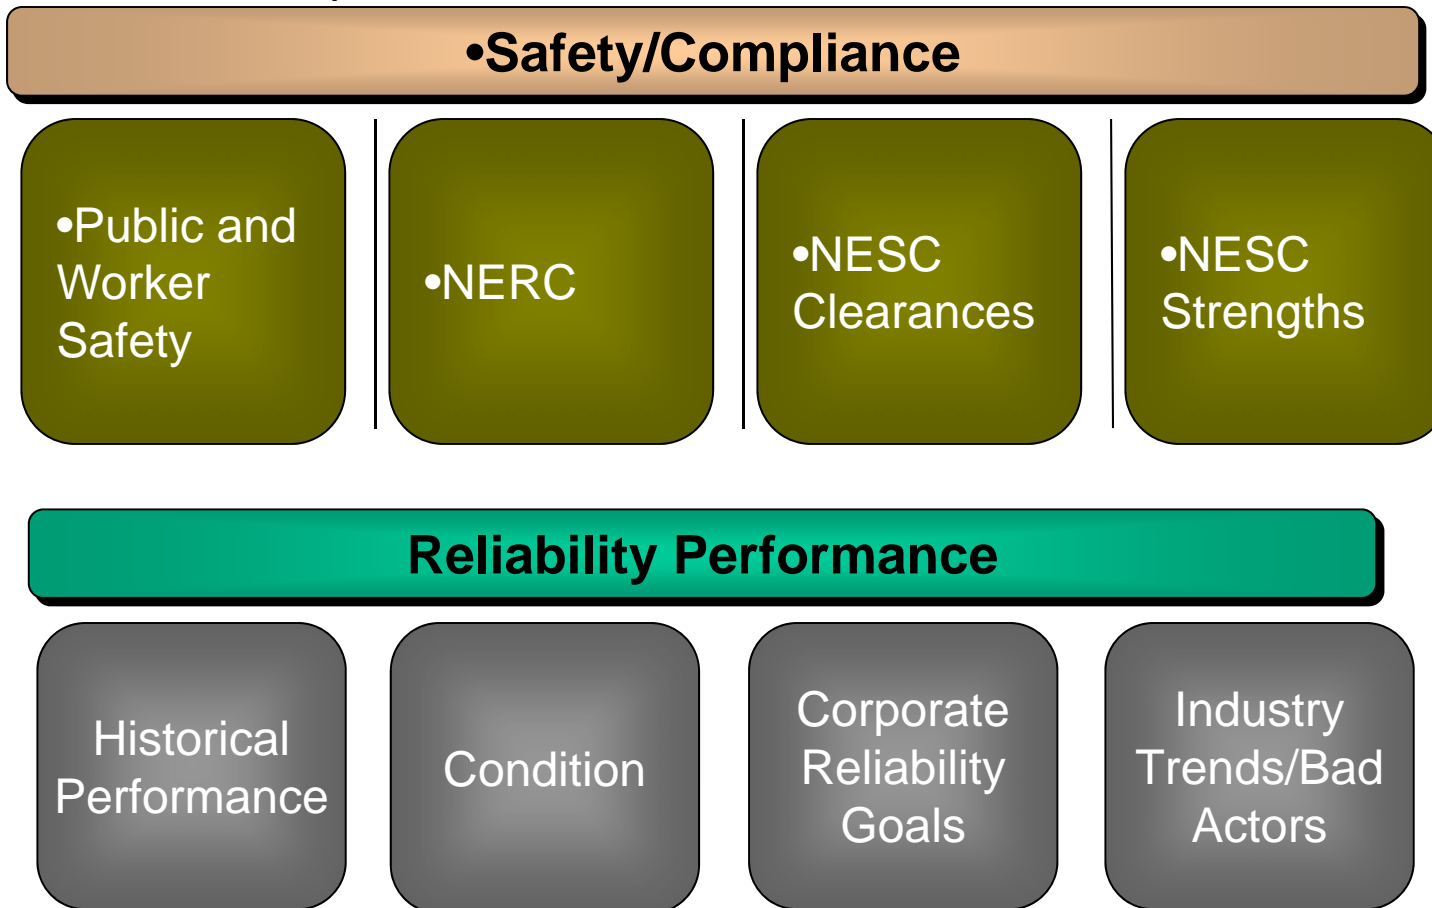 •Safety/Compliance
•Public and
Worker
Safety
•NERC
•NESC
Clearances
•NESC
Strengths
Reliability Performance
Historical
Performance
Condition
Corporate
Reliability
Goals
Industry
Trends/Bad
Actors